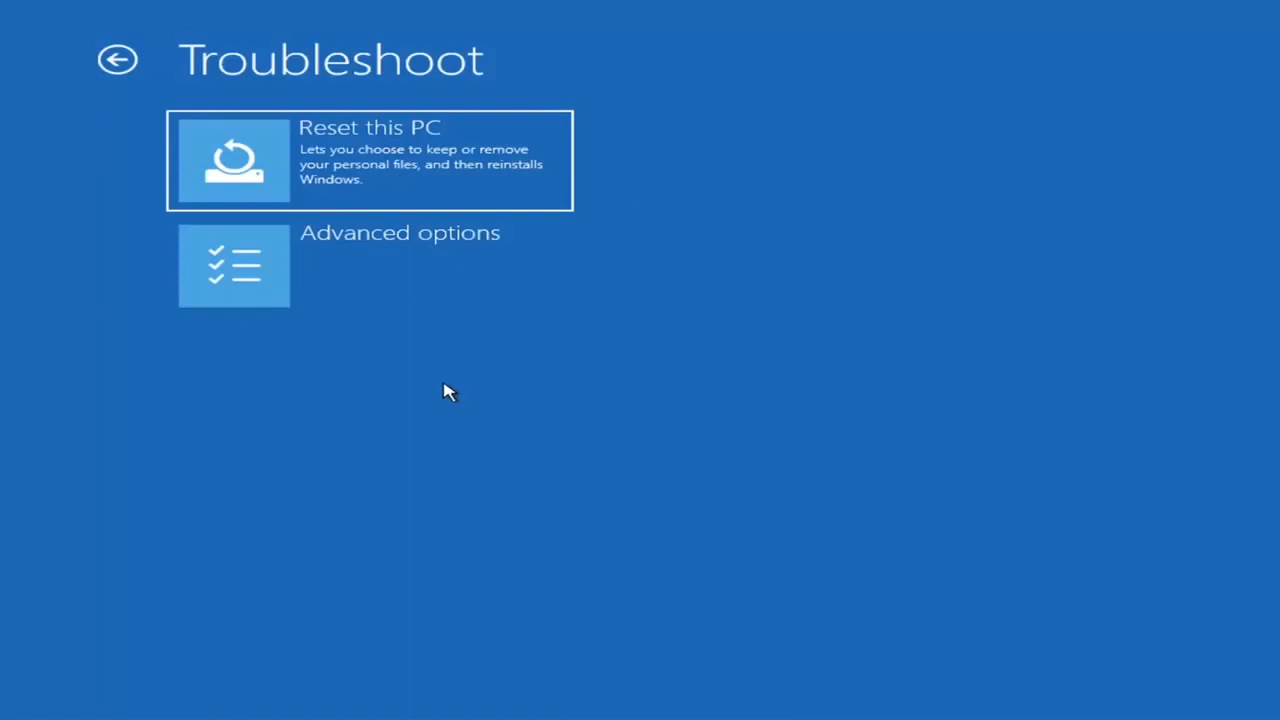 Troubleshoot
Reset this PC
Lets you choose to keep or remove
your personal files, and then reinstalls
Windows.
Advanced options